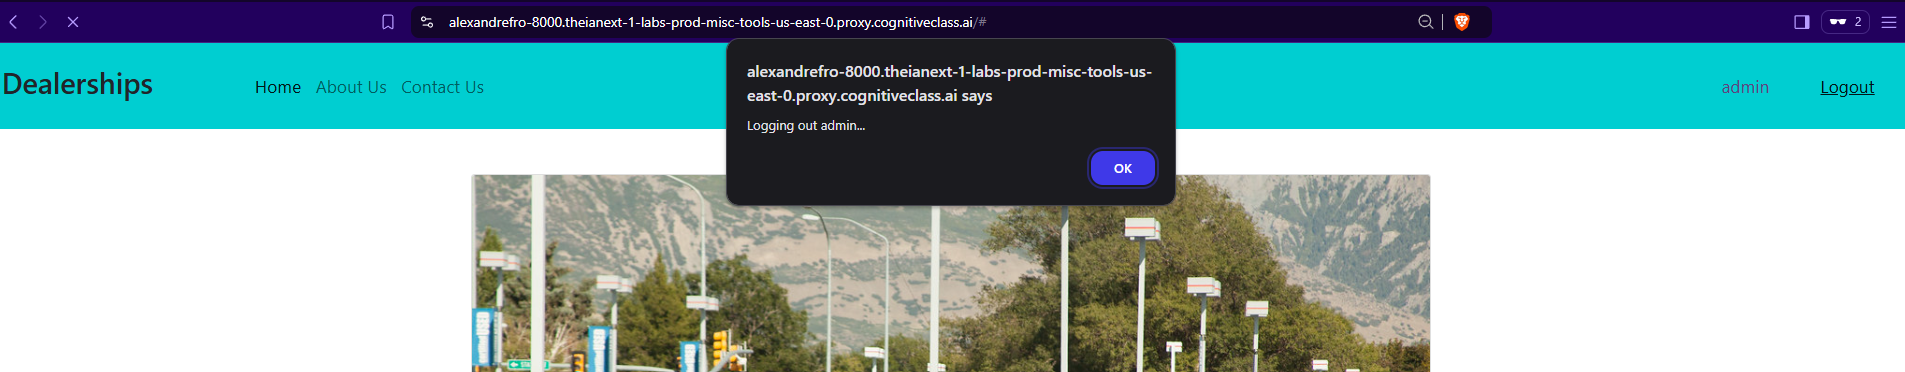 alexandrefro-8000.theianext-1-labs-prod-misc-tools-us-east-0.proxy.cognitiveclass.ai/#
2
Dealerships
Home About Us Contact Us
admin
Logout
alexandrefro-8000.theianext-1-labs-prod-misc-tools-us-
east-0.proxy.cognitiveclass.ai says
Logging out admin...
OK
USED
USED